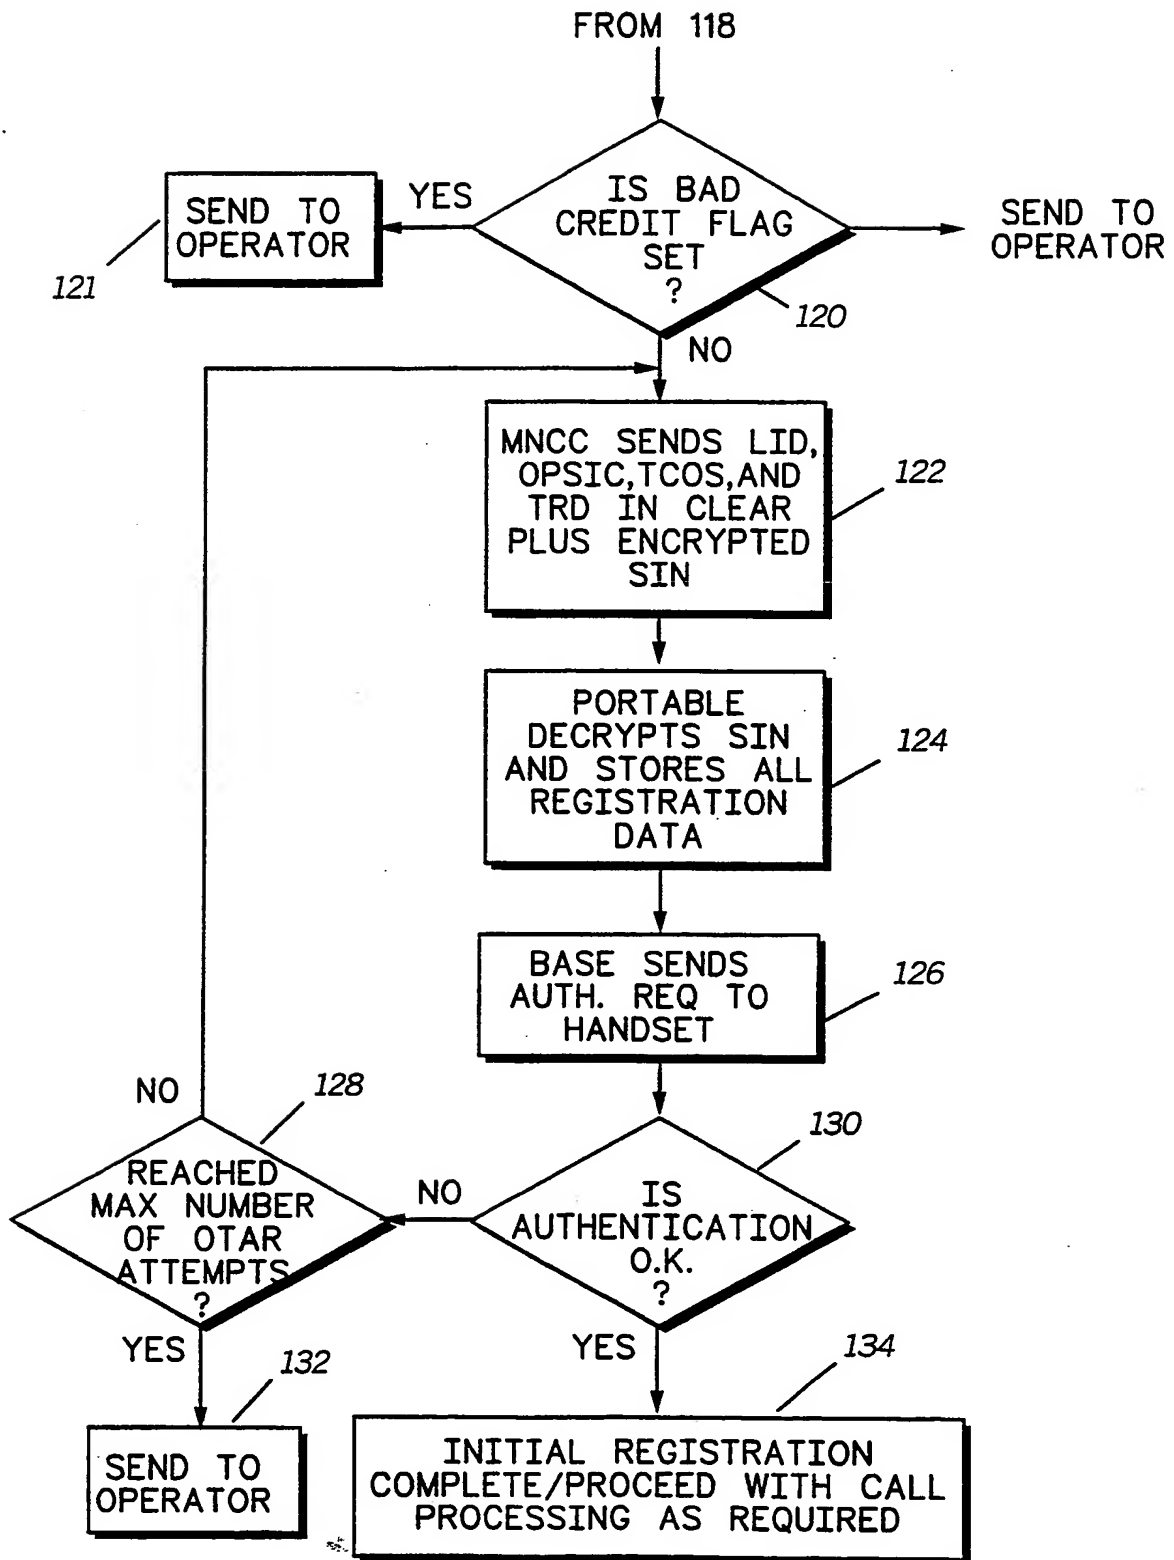 FROM 118
IS BAD
CREDIT FLAG
SET
?
YES
SEND TO
OPERATOR
121
SEND TO
OPERATOR
120
NO
MNCC SENDS LID,
OPSIC,TCOS,AND
TRD IN CLEAR
PLUS ENCRYPTED
SIN
122
PORTABLE
DECRYPTS SIN
AND STORES ALL
REGISTRATION
DATA
124
BASE SENDS
AUTH. REQ TO
HANDSET
126
NO
128
REACHED
MAX NUMBER
OF OTAR
ATTEMPTS
?
NO
130
IS
AUTHENTICATION
O.K.
?
YES
132
SEND TO
OPERATOR
YES
134
INITIAL REGISTRATION
COMPLETE/PROCEED WITH CALL
PROCESSING AS REQUIRED